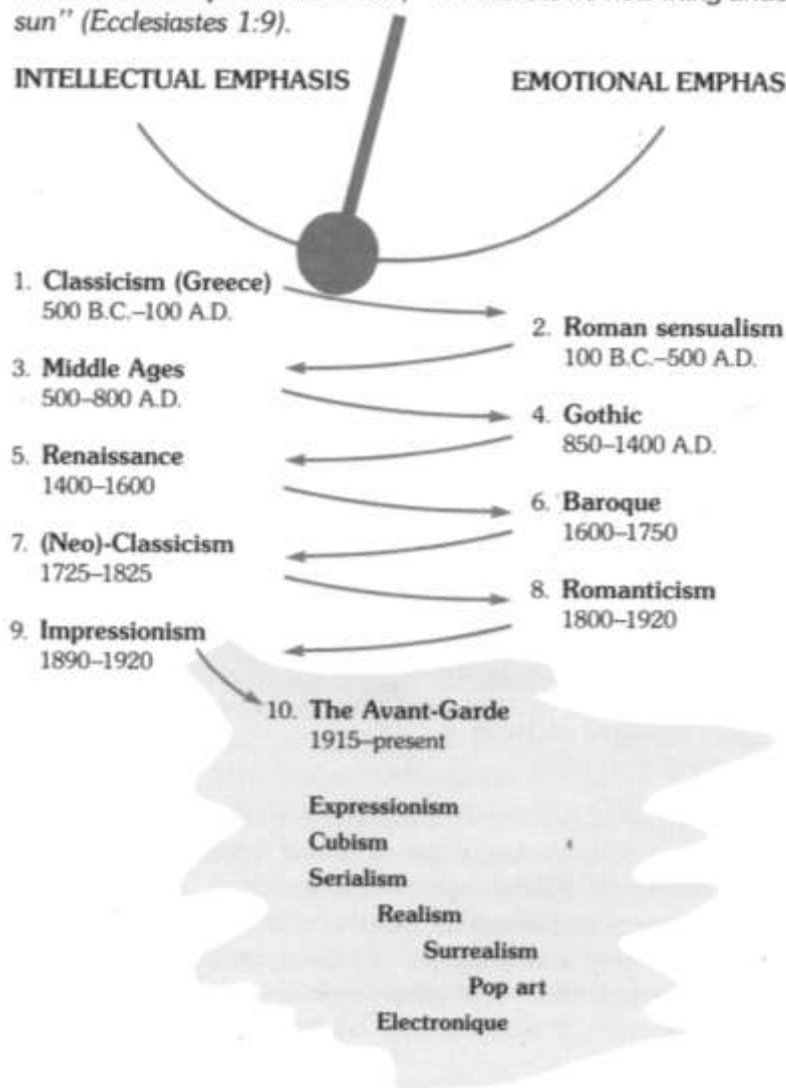 sun" (Ecclesiastes 1:9).
INTELLECTUAL EMPHASIS
EMOTIONAL EMPHAS
1. Classicism (Greece)
500 B.C.–100 A.D.
2. Roman sensualism
100 B.C.–500 A.D.
3. Middle Ages
500–800 A.D.
4. Gothic
850–1400 A.D.
5. Renaissance
1400–1600
6. Baroque
1600–1750
7. (Neo)-Classicism
1725–1825
8. Romanticism
1800–1920
9. Impressionism
1890–1920
10. The Avant-Garde
1915–present
Expressionism
Cubism
Serialism
Realism
Surrealism
Pop art
Electronique